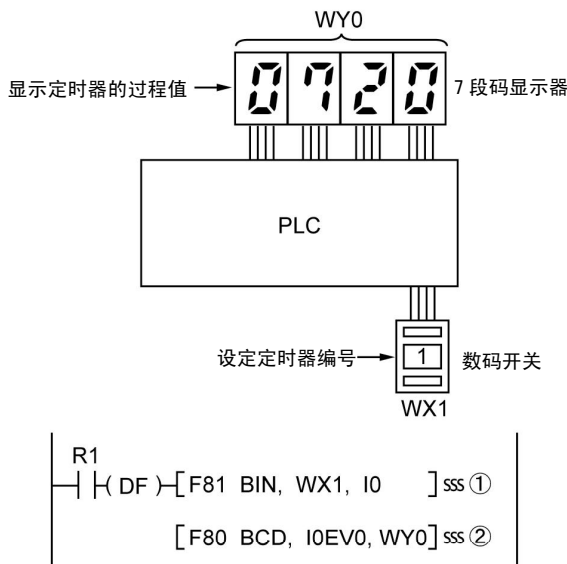 WY0
显示定时器的过程值
0720
7段码显示器
PLC
设定定时器编号
1
数码开关
WX1
R1
( DF ) [F81 BIN, WX1, I0 ] sss ①
[F80 BCD, I0EV0, WY0] sss ②